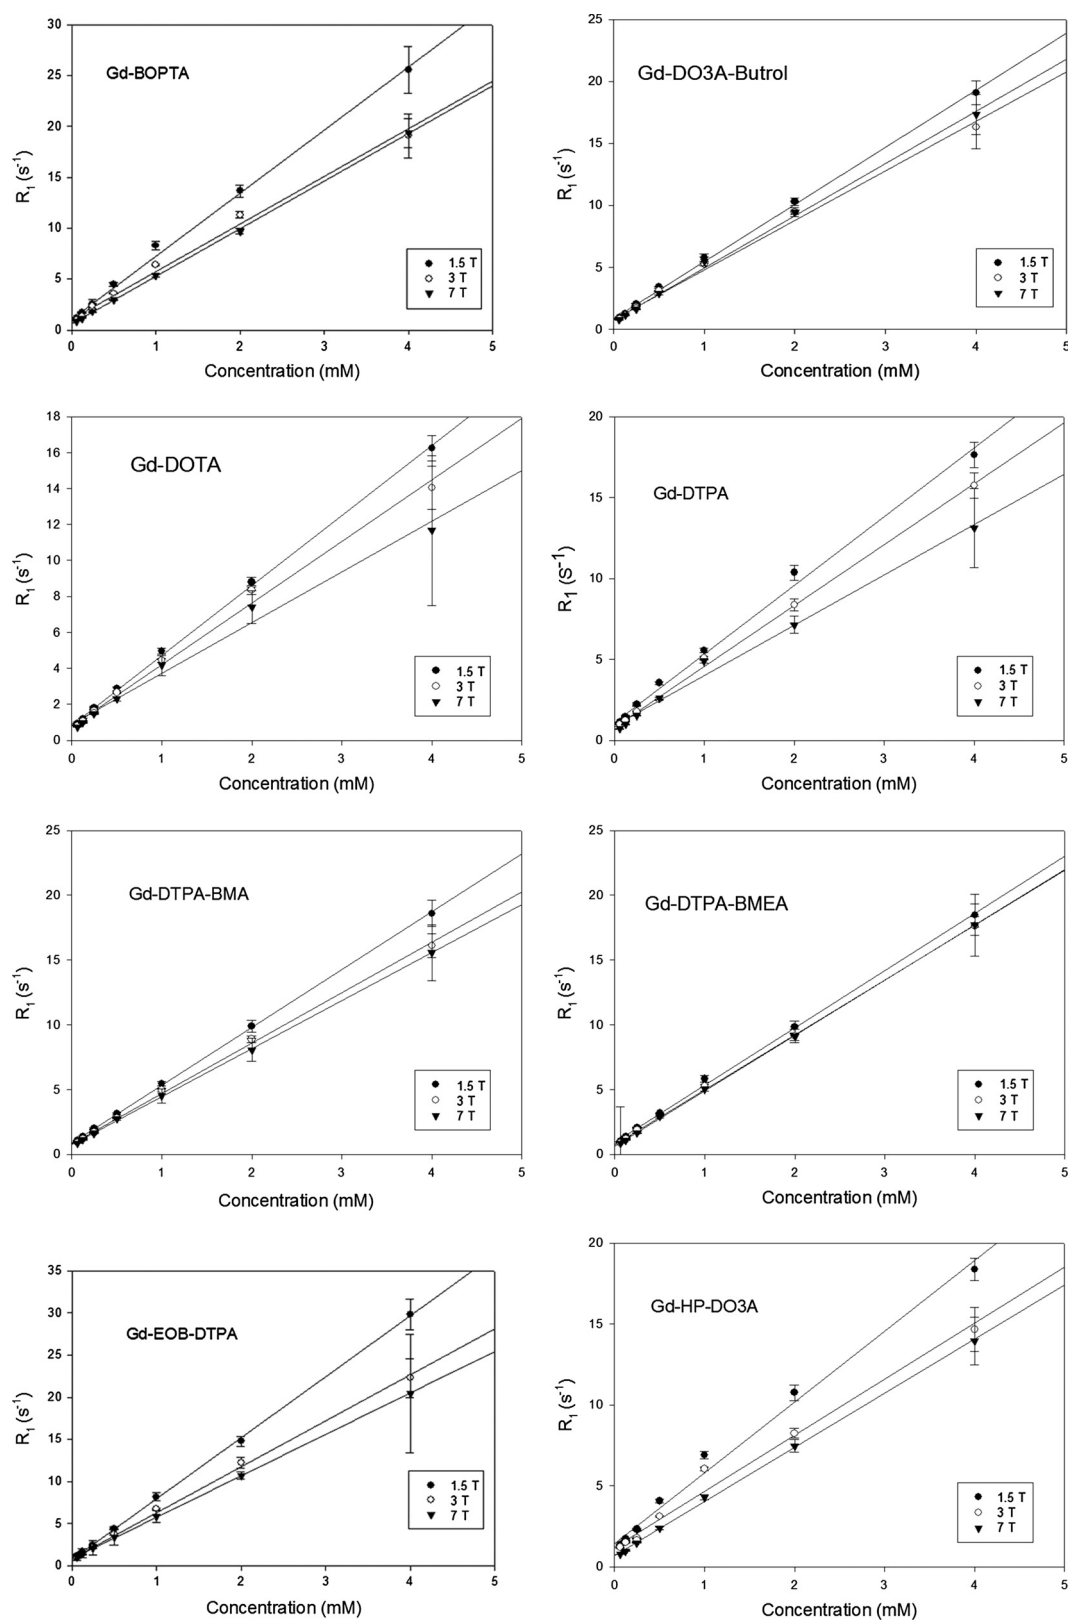 30
25
20
15
10
5
0
R1 (s-1)
Gd-BOPTA
1.5 T
3 T
7 T
0 1 2 3 4 5
Concentration (mM)
25
20
15
10
5
0
R1 (s-1)
Gd-DO3A-Butrol
1.5 T
3 T
7 T
0 1 2 3 4 5
Concentration (mM)
18
16
14
12
10
8
6
4
2
0
R1 (s-1)
Gd-DOTA
1.5 T
3 T
7 T
0 1 2 3 4 5
Concentration (mM)
20
15
10
5
0
R1 (S-1)
Gd-DTPA
1.5 T
3 T
7 T
0 1 2 3 4 5
Concentration (mM)
25
20
15
10
5
0
R1 (s-1)
Gd-DTPA-BMA
1.5 T
3 T
7 T
0 1 2 3 4 5
Concentration (mM)
25
20
15
10
5
0
R1 (s-1)
Gd-DTPA-BMEA
1.5 T
3 T
7 T
0 1 2 3 4 5
Concentration (mM)
35
30
25
20
15
10
5
0
R1 (s-1)
Gd-EOB-DTPA
1.5 T
3 T
7 T
0 1 2 3 4 5
Concentration (mM)
20
15
10
5
0
R1 (s-1)
Gd-HP-DO3A
1.5 T
3 T
7 T
0 1 2 3 4 5
Concentration (mM)